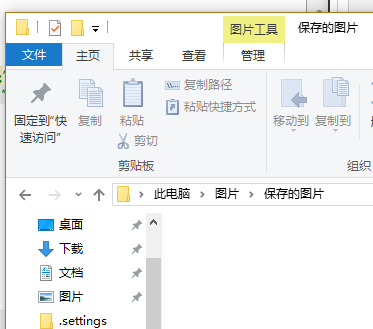 图片工具 保存的图片
文件 主页 共享 查看 管理
固定到“快速访问”
复制
粘贴
复制路径
粘贴快捷方式
剪切
移动到 复制到
剪贴板 组织
此电脑 图片 保存的图片
桌面
下载
文档
图片
.settings